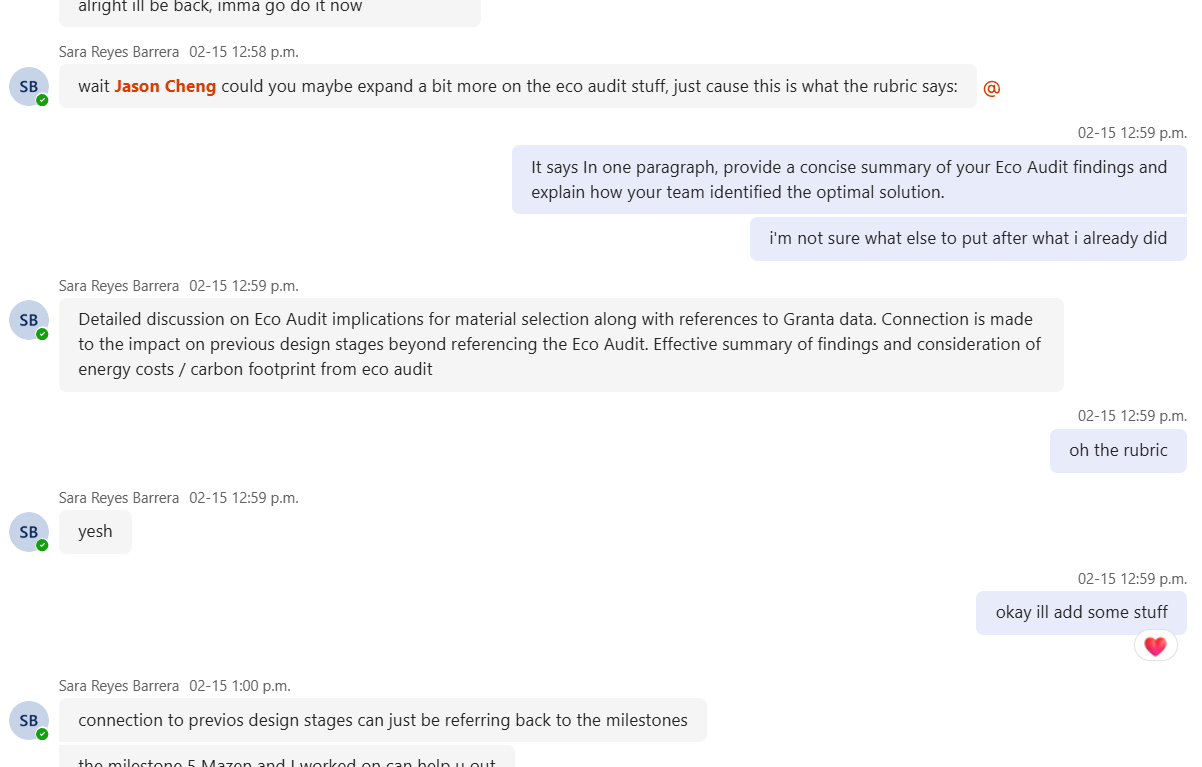 alright ill be back, imma go do it now
Sara Reyes Barrera 02-15 12:58 p.m.
SB
wait Jason Cheng could you maybe expand a bit more on the eco audit stuff, just cause this is what the rubric says:
@
02-15 12:59 p.m.
It says In one paragraph, provide a concise summary of your Eco Audit findings and
explain how your team identified the optimal solution.
i'm not sure what else to put after what i already did
Sara Reyes Barrera 02-15 12:59 p.m.
SB
Detailed discussion on Eco Audit implications for material selection along with references to Granta data. Connection is made
to the impact on previous design stages beyond referencing the Eco Audit. Effective summary of findings and consideration of
energy costs / carbon footprint from eco audit
02-15 12:59 p.m.
oh the rubric
Sara Reyes Barrera 02-15 12:59 p.m.
SB
yesh
02-15 12:59 p.m.
okay ill add some stuff
Sara Reyes Barrera 02-15 1:00 p.m.
SB
connection to previos design stages can just be referring back to the milestones
the milestone 5 Mazen and I worked on can help u out